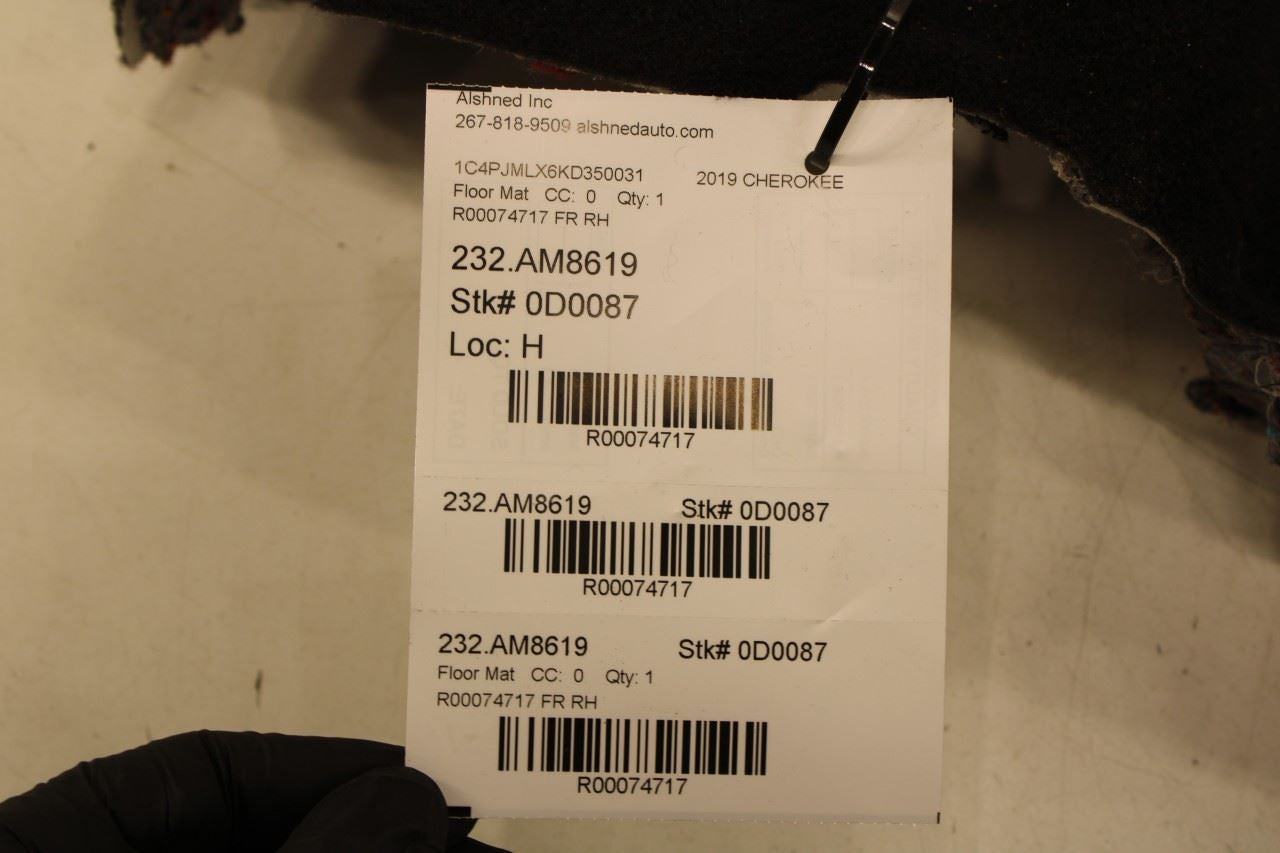 Alshned Inc
267-818-9509 alshnedauto.com
1C4PJMLX6KD350031 2019 CHEROKEE
Floor Mat CC: 0 Qty: 1
R00074717 FR RH
232.AM8619
Stk# 0D0087
Loc: H
R00074717
232.AM8619 Stk# 0D0087
R00074717
232.AM8619 Stk# 0D0087
Floor Mat CC: 0 Qty: 1
R00074717 FR RH
R00074717